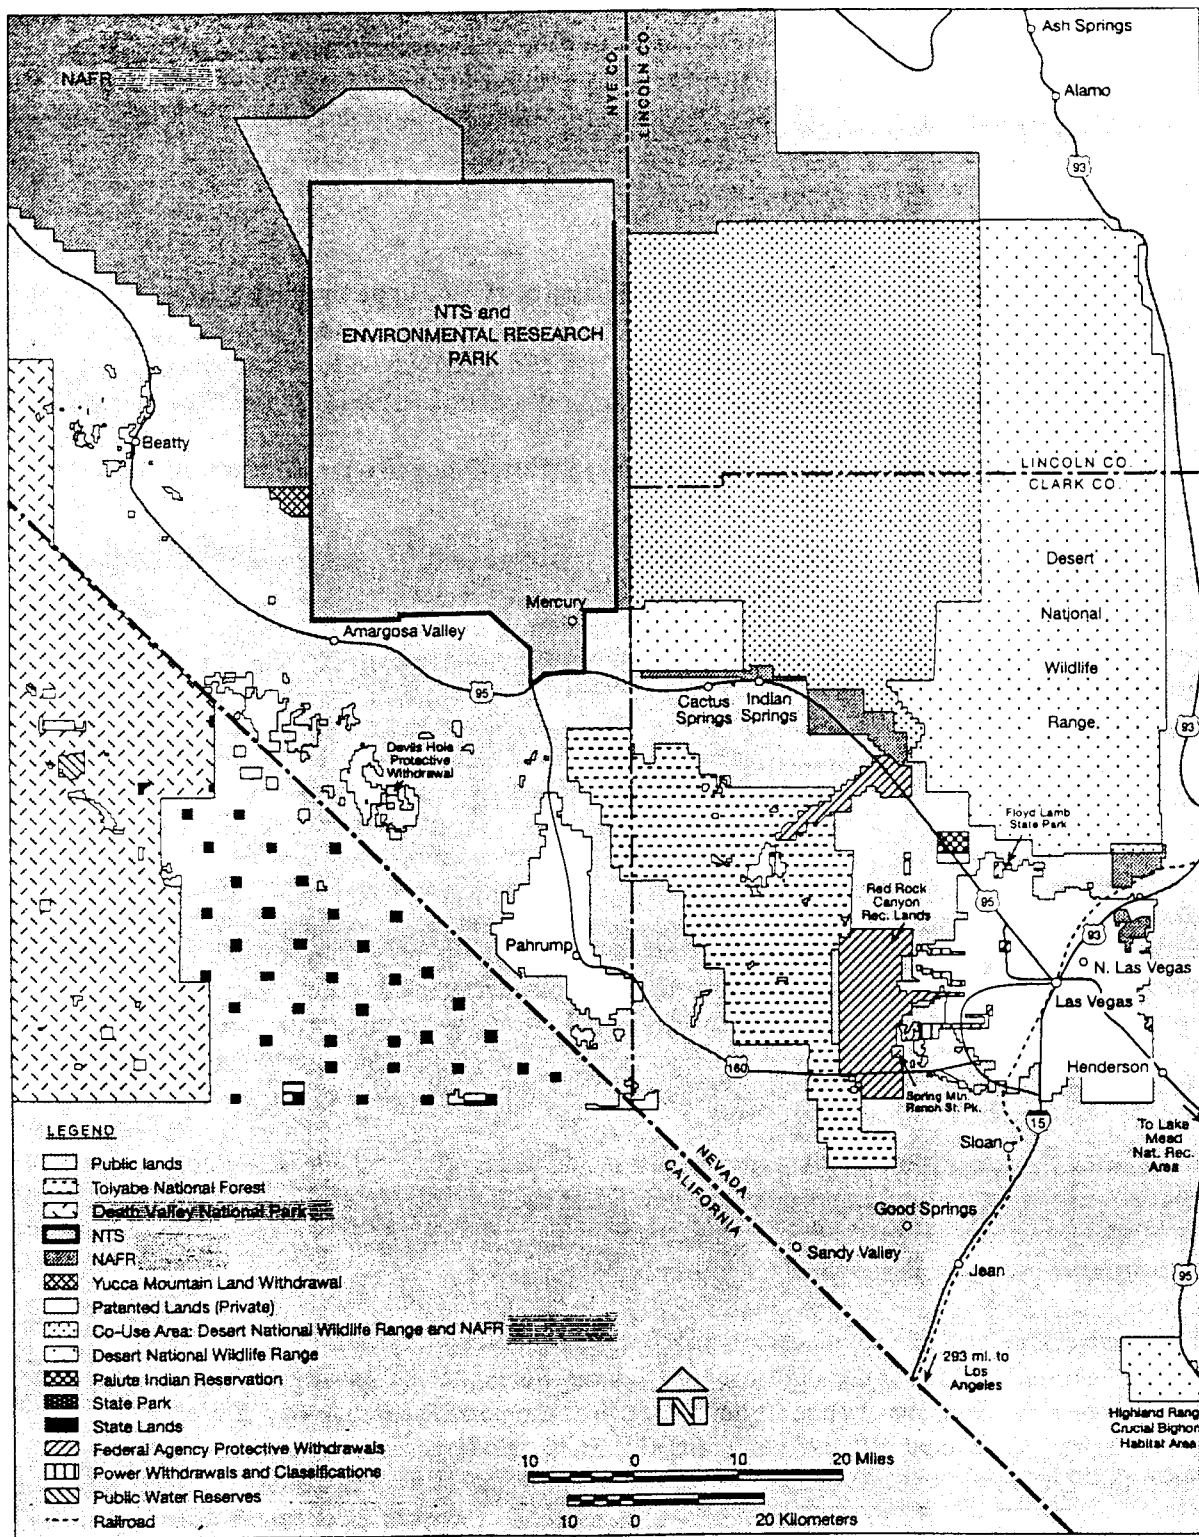 NAFR
NYE CO.
LINCOLN CO.
Ash Springs
Alamo
93
NTS and
ENVIRONMENTAL RESEARCH
PARK
Beatty
LINCOLN CO.
CLARK CO.
Desert
National
Wildlife
Range
Mercury
Amargosa Valley
95
Cactus
Springs
Indian
Springs
93
Devils Hole
Protective
Withdrawal
Floyd Lamb
State Park
Red Rock
Canyon
Rec. Lands
95
93
Pahrump
N. Las Vegas
Las Vegas
160
Henderson
Spring Mtn.
Ranch St. Pk.
15
To Lake
Mead
Nat. Rec.
Area
Sloan
NEVADA
CALIFORNIA
Good Springs
Sandy Valley
Jean
95
293 mi. to
Los
Angeles
Highland Rang
Crucial Bighor
Habitat Area
N
LEGEND
Public lands
Toiyabe National Forest
Death Valley National Park
NTS
NAFR
Yucca Mountain Land Withdrawal
Patented Lands (Private)
Co-Use Area: Desert National Wildlife Range and NAFR
Desert National Wildlife Range
Paiute Indian Reservation
State Park
State Lands
Federal Agency Protective Withdrawals
Power Withdrawals and Classifications
Public Water Reserves
Railroad
10 0 10 20 Miles
10 0 20 Kilometers